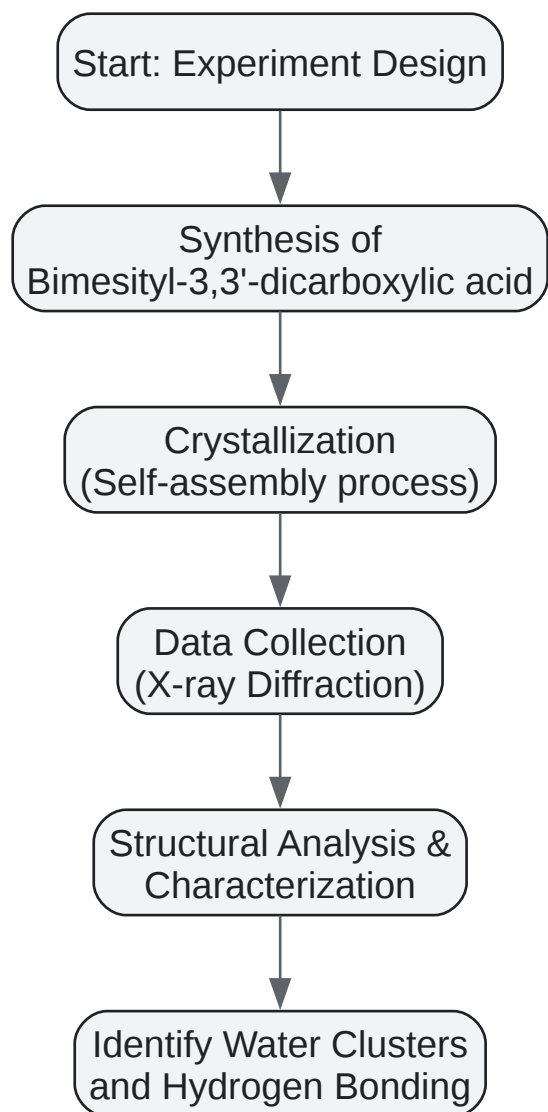 Start: Experiment Design
Synthesis of
Bimesityl-3,3'-dicarboxylic acid
Crystallization
(Self-assembly process)
Data Collection
(X-ray Diffraction)
Structural Analysis &
Characterization
Identify Water Clusters
and Hydrogen Bonding